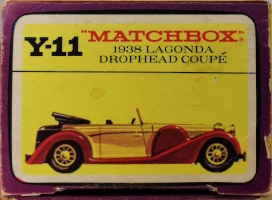 Y-11 "MATCHBOX"®
1938 LAGONDA
DROPHEAD COUPÉ